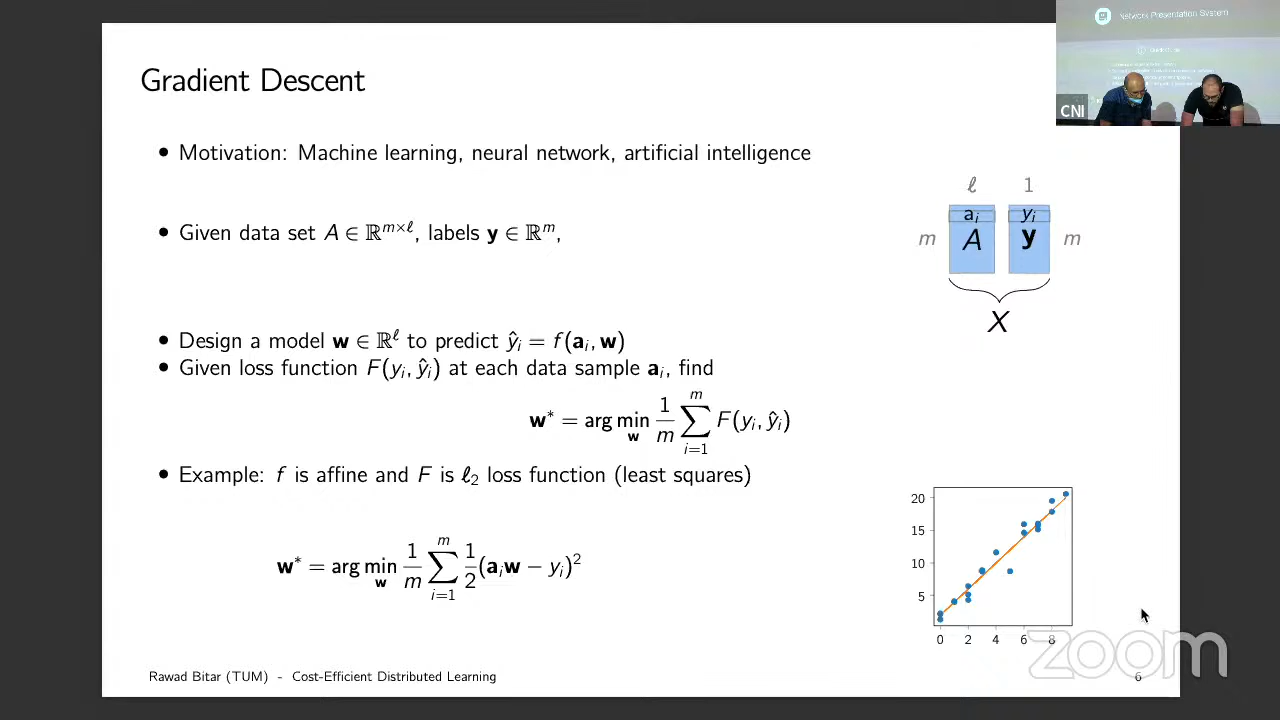 Network Presentation System
CNI
Gradient Descent
• Motivation: Machine learning, neural network, artificial intelligence
ℓ 1
a_i y_i
• Given data set A ∈ ℝ^{m×ℓ}, labels y ∈ ℝ^m,
m A y m
X
• Design a model w ∈ ℝ^ℓ to predict ŷ_i = f(a_i, w)
• Given loss function F(y_i, ŷ_i) at each data sample a_i, find
w* = arg min_w 1/m ∑_{i=1}^{m} F(y_i, ŷ_i)
• Example: f is affine and F is ℓ_2 loss function (least squares)
w* = arg min_w 1/m ∑_{i=1}^{m} 1/2 (a_i w − y_i)^2
20
15
10
5
0 2 4 6 8
zoom
Rawad Bitar (TUM) - Cost-Efficient Distributed Learning
6